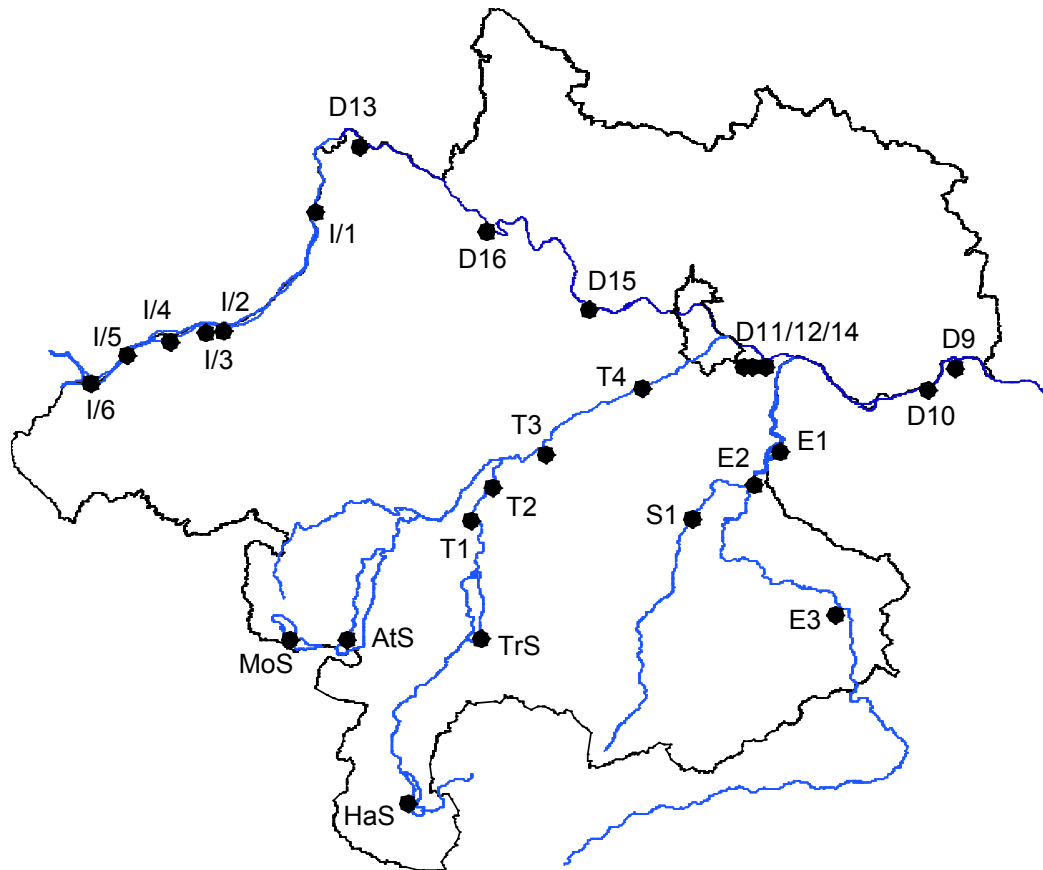 D13
I/1
D16
D15
I/4
I/2
I/5
I/3
D11/12/14
D9
I/6
T4
D10
T3
E1
E2
T2
S1
T1
E3
MoS
AtS
TrS
HaS